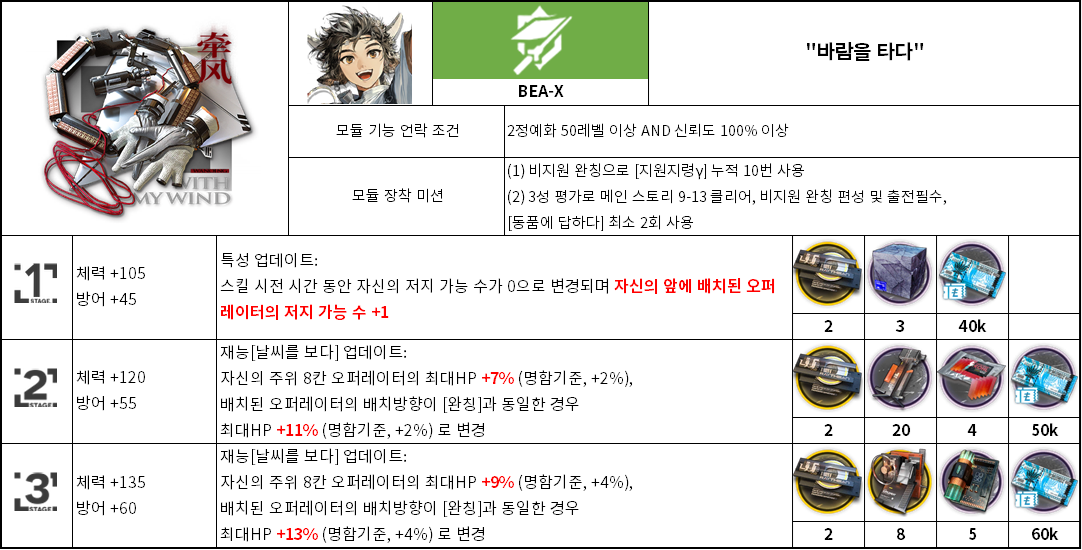 牽风
WITH
MY WIND
BEA-X
"바람을 타다"
모듈 기능 언락 조건
2정예화 50레벨 이상 AND 신뢰도 100% 이상
모듈 장착 미션
(1) 비지원 완칭으로 [지원지령γ] 누적 10번 사용
(2) 3성 평가로 메인 스토리 9-13 클리어, 비지원 완칭 편성 및 출전필수,
[동풍에 답하다] 최소 2회 사용
1
STAGE
체력 +105
방어 +45
특성 업데이트:
스킬 시전 시간 동안 자신의 저지 가능 수가 0으로 변경되며 자신의 앞에 배치된 오퍼
레이터의 저지 가능 수 +1
2
3
40k
2
STAGE
체력 +120
방어 +55
재능[날씨를 보다] 업데이트:
자신의 주위 8칸 오퍼레이터의 최대HP +7% (명함기준, +2%),
배치된 오퍼레이터의 배치방향이 [완칭]과 동일한 경우
최대HP +11% (명함기준, +2%) 로 변경
2
20
4
50k
3
STAGE
체력 +135
방어 +60
재능[날씨를 보다] 업데이트:
자신의 주위 8칸 오퍼레이터의 최대HP +9% (명함기준, +4%),
배치된 오퍼레이터의 배치방향이 [완칭]과 동일한 경우
최대HP +13% (명함기준, +4%) 로 변경
2
8
5
60k